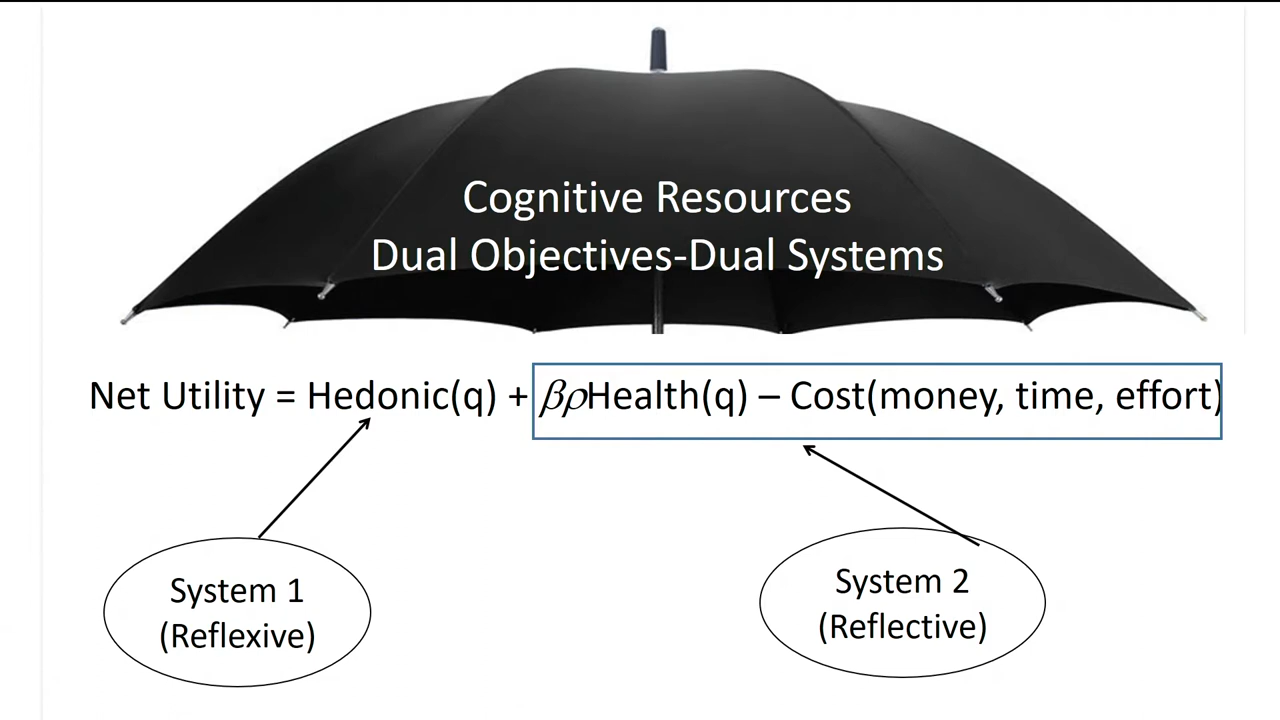 Cognitive Resources
Dual Objectives-Dual Systems
Net Utility = Hedonic(q) + βρHealth(q) – Cost(money, time, effort)
System 1
(Reflexive)
System 2
(Reflective)